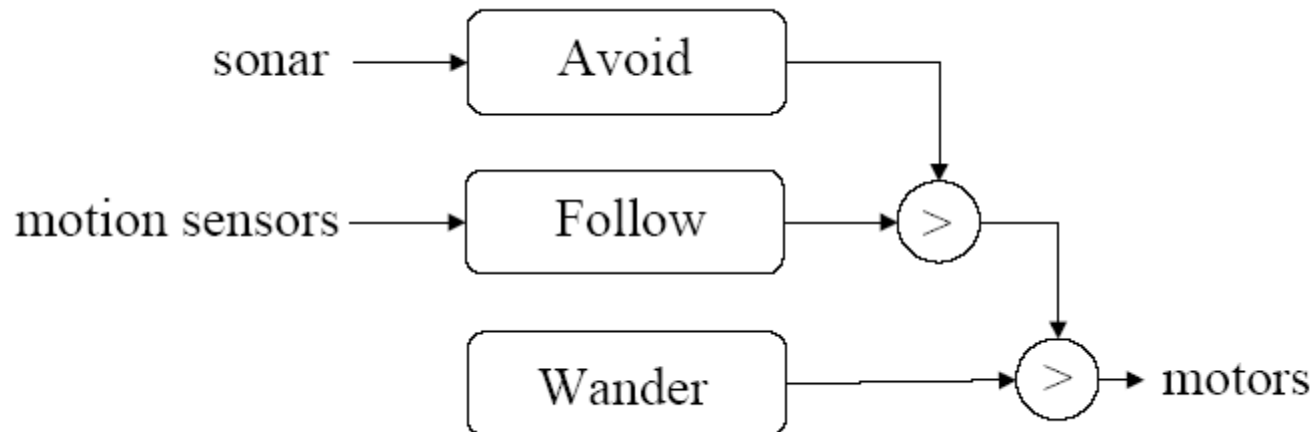 sonar
Avoid
motion sensors
Follow
>
Wander
>
motors